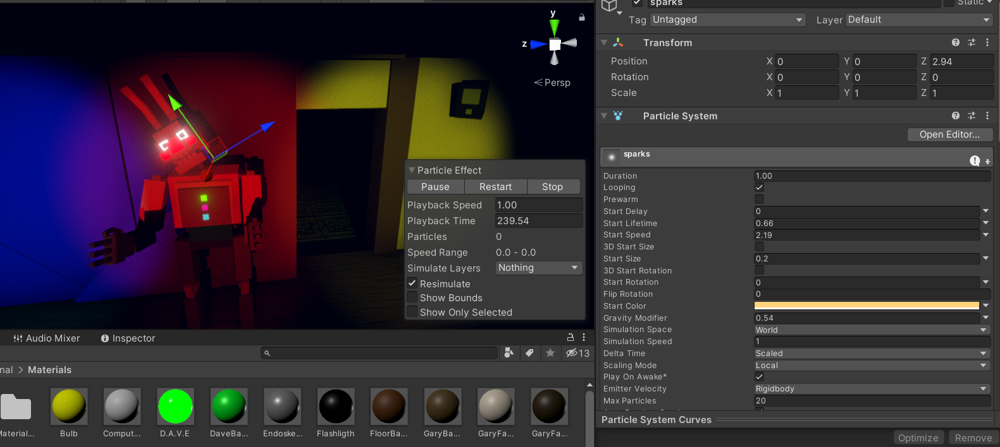 sparks
Static
Tag Untagged Layer Default
Transform
Position X 0 Y 0 Z 2.94
Rotation X 0 Y 0 Z 0
Scale X 1 Y 1 Z 1
Particle System
Open Editor...
sparks
Duration 1.00
Looping
Prewarm
Start Delay 0
Start Lifetime 0.66
Start Speed 2.19
3D Start Size
Start Size 0.2
3D Start Rotation
Start Rotation 0
Flip Rotation 0
Start Color
Gravity Modifier 0.54
Simulation Space World
Simulation Speed 1
Delta Time Scaled
Scaling Mode Local
Play On Awake*
Emitter Velocity Rigidbody
Max Particles 20
Particle System Curves
Optimize Remove
y
z
Persp
Particle Effect
Pause Restart Stop
Playback Speed 1.00
Playback Time 239.54
Particles 0
Speed Range 0.0 - 0.0
Simulate Layers Nothing
Resimulate
Show Bounds
Show Only Selected
Audio Mixer Inspector
13
nal > Materials
Material... Bulb Comput... D.A.V.E DaveBa... Endoske... Flashligth FloorBa... GaryBa... GaryFa... GaryFa...